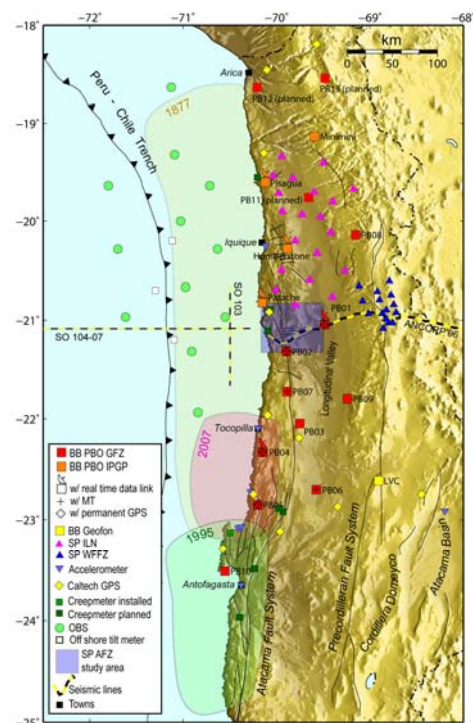 -71
-70
-69
-68
-18
-19
-20
-21
-22
-23
-24
-25
km
0
50
100
Peru - Chile Trench
Arica
1877
PB12 (planned)
(planned)
Minimini
Pisagua
PB11 (planned)
Iquique
PB08
Patache
PB01
SO 103
SO 104-07
ANCORP'96
PB02
Longitudinal Valley
PB07
PB09
2007
Tocopilla
PB03
PB04
PB06
LVC
1995
PB10
Antofagasta
Atacama Fault System
Precordilleran Fault System
Cordillera Domeyco
Atacama Basin
BB PBO GFZ
BB PBO IPGP
w/ real time data link
w/ MT
w/ permanent GPS
BB Geofon
SP ILN
SP WFFZ
Accelerometer
Caltech GPS
Creepmeter installed
Creepmeter planned
OBS
Off shore tilt meter
SP AFZ
study area
Seismic lines
Towns